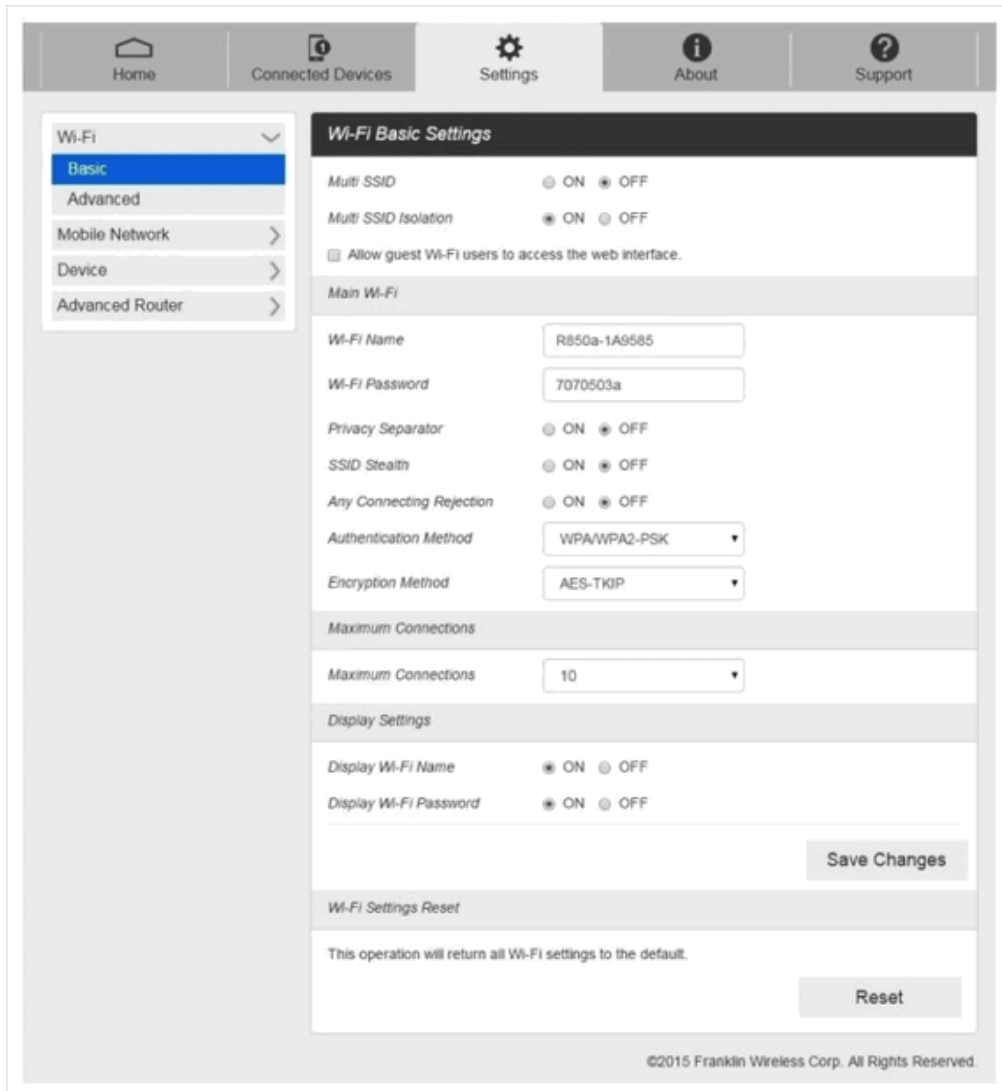 Home
Connected Devices
Settings
About
Support
Wi-Fi
Basic
Advanced
Mobile Network
Device
Advanced Router
Wi-Fi Basic Settings
Multi SSID ON OFF
Multi SSID Isolation ON OFF
Allow guest Wi-Fi users to access the web interface.
Main Wi-Fi
Wi-Fi Name R850a-1A9585
Wi-Fi Password 7070503a
Privacy Separator ON OFF
SSID Stealth ON OFF
Any Connecting Rejection ON OFF
Authentication Method WPA/WPA2-PSK
Encryption Method AES-TKIP
Maximum Connections
Maximum Connections 10
Display Settings
Display Wi-Fi Name ON OFF
Display Wi-Fi Password ON OFF
Save Changes
Wi-Fi Settings Reset
This operation will return all Wi-Fi settings to the default.
Reset
©2015 Franklin Wireless Corp. All Rights Reserved.